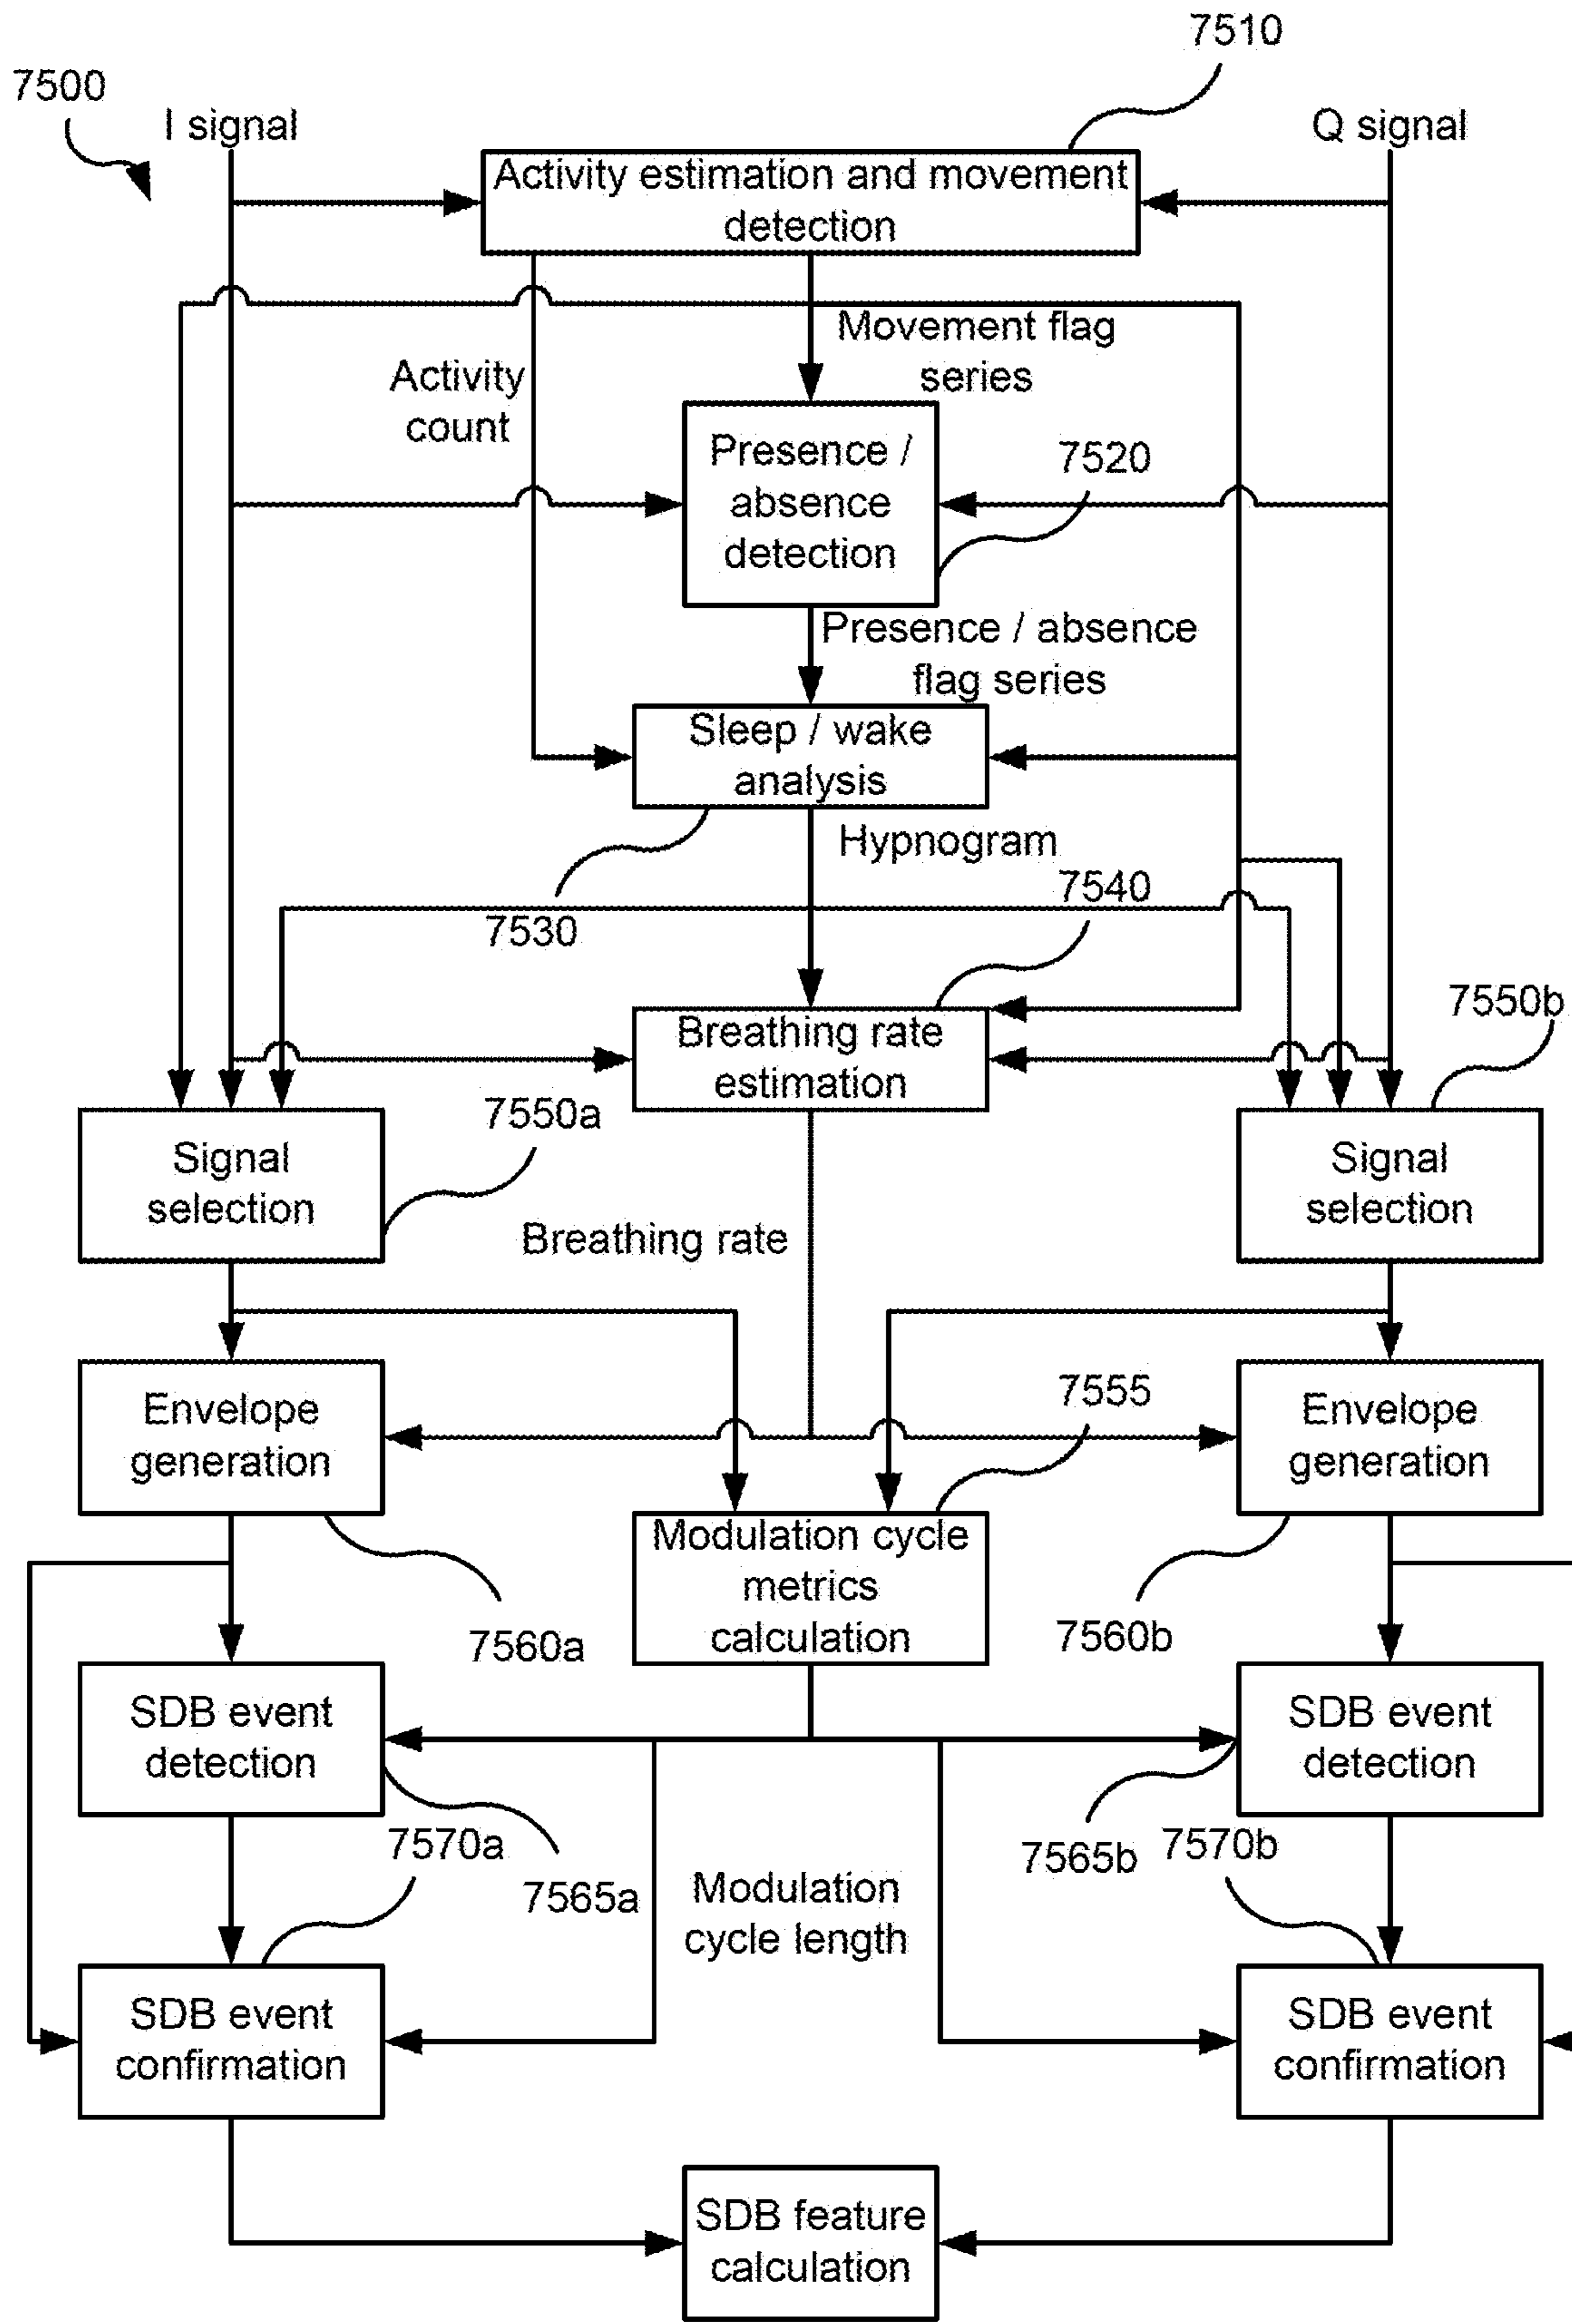 7510
7500
I signal
Q signal
Activity estimation and movement
detection
Movement flag
series
Activity
count
Presence /
absence
detection
7520
Presence / absence
flag series
Sleep / wake
analysis
Hypnogram
7540
7530
7550b
Breathing rate
estimation
7550a
Signal
selection
Signal
selection
Breathing rate
7555
Envelope
generation
Envelope
generation
Modulation cycle
metrics
calculation
7560a
7560b
SDB event
detection
SDB event
detection
7570a
7565a
7565b
7570b
Modulation
cycle length
SDB event
confirmation
SDB event
confirmation
SDB feature
calculation